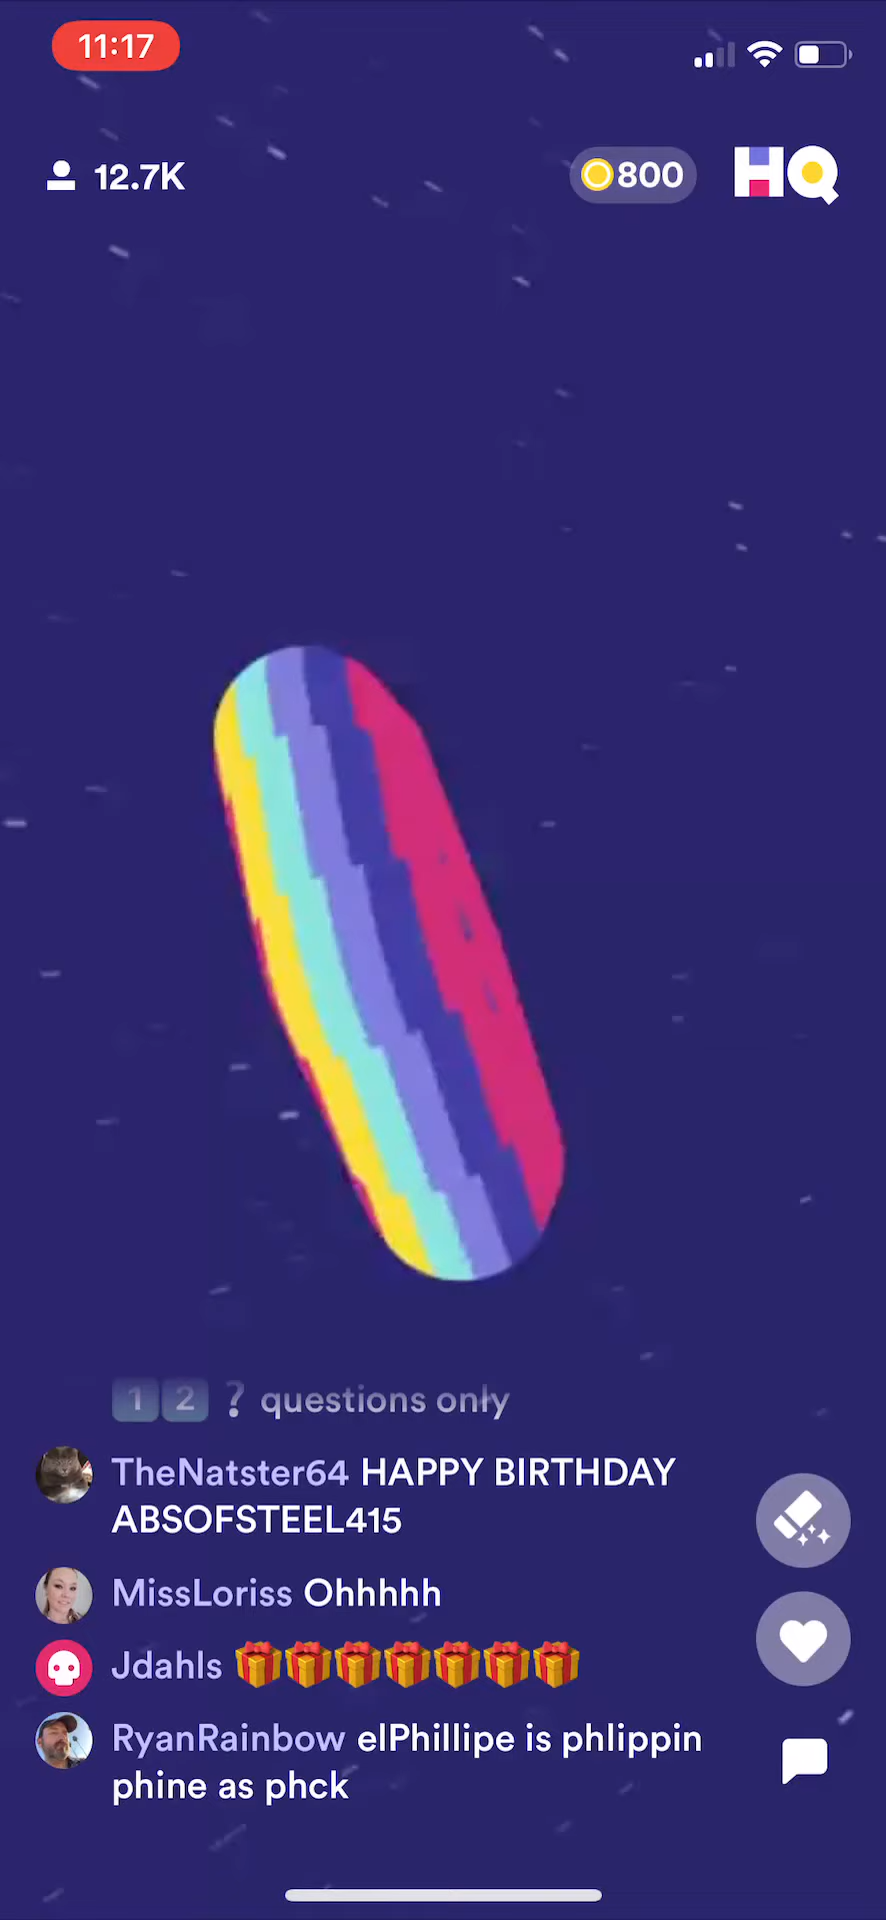 11:17
12.7K
800
HQ
1 2 ? questions only
TheNatster64 HAPPY BIRTHDAY
ABSOFSTEEL415
MissLoriss Ohhhhh
Jdahls 🎁🎁🎁🎁🎁🎁🎁
RyanRainbow elPhillipe is phlippin
phine as phck